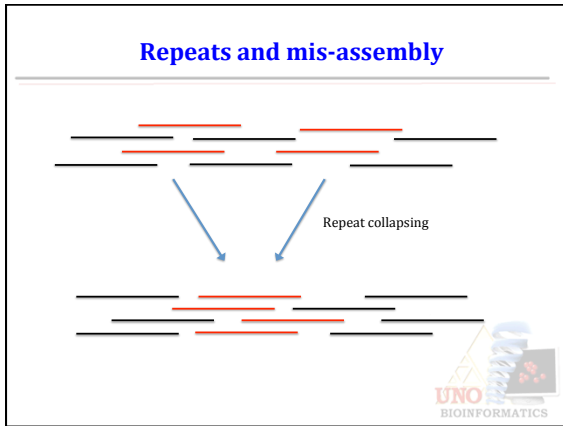 Repeats and mis-assembly
Repeat collapsing
UNO
BIOINFORMATICS